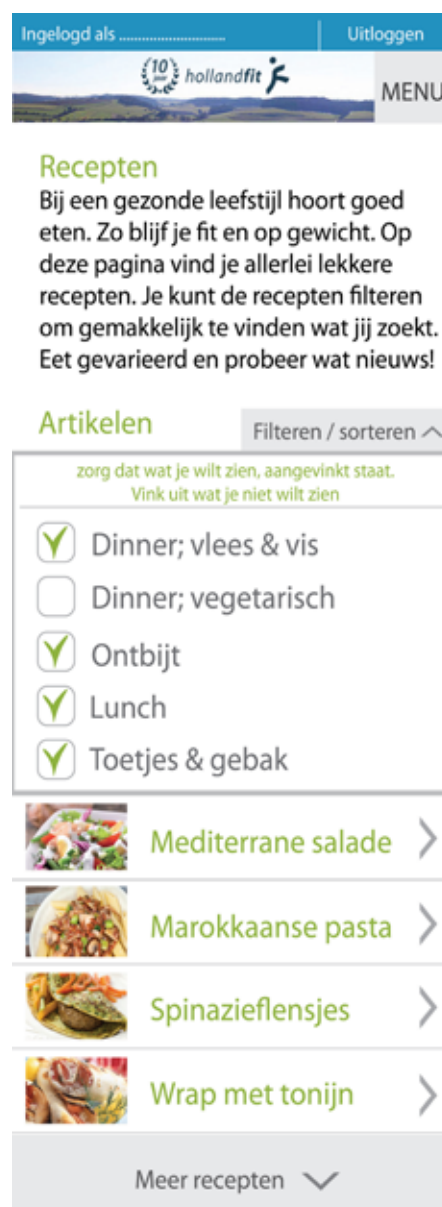 Ingelogd als ............................ Uitloggen
10 jaar hollandfit MENU
Recepten
Bij een gezonde leefstijl hoort goed
eten. Zo blijf je fit en op gewicht. Op
deze pagina vind je allerlei lekkere
recepten. Je kunt de recepten filteren
om gemakkelijk te vinden wat jij zoekt.
Eet gevarieerd en probeer wat nieuws!
Artikelen Filteren / sorteren
zorg dat wat je wilt zien, aangevinkt staat.
Vink uit wat je niet wilt zien
Dinner; vlees & vis
Dinner; vegetarisch
Ontbijt
Lunch
Toetjes & gebak
Mediterrane salade
Marokkaanse pasta
Spinazieflensjes
Wrap met tonijn
Meer recepten